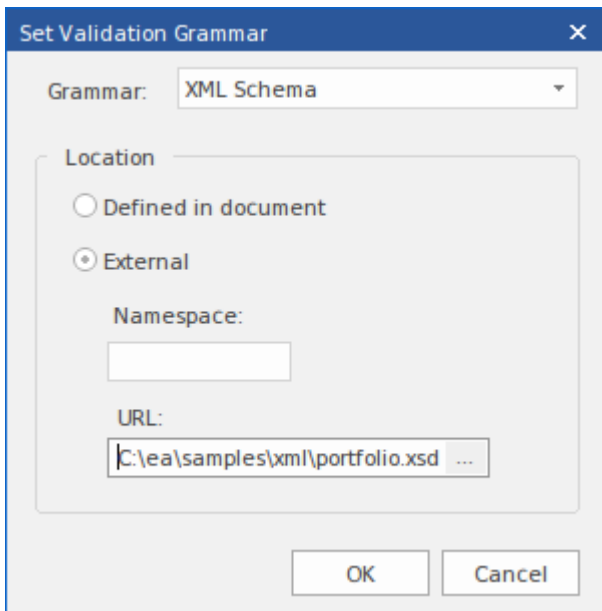 Set Validation Grammar
Grammar: XML Schema
Location
Defined in document
External
Namespace:
URL:
C:\ea\samples\xml\portfolio.xsd ...
OK Cancel